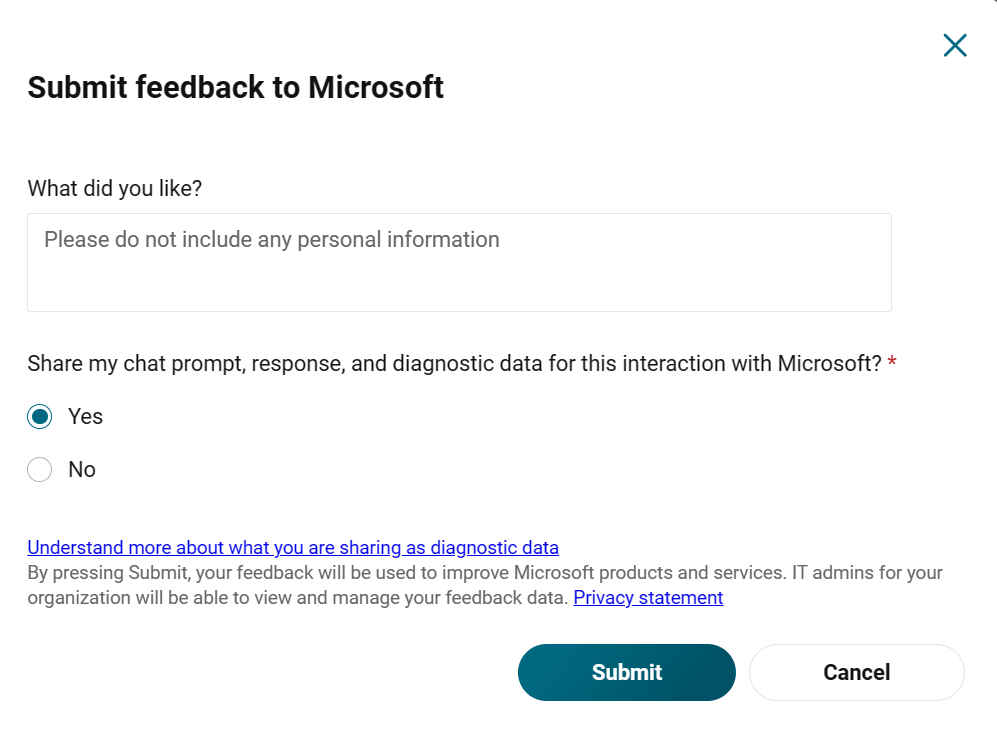 Submit feedback to Microsoft
What did you like?
Please do not include any personal information
Share my chat prompt, response, and diagnostic data for this interaction with Microsoft? *
Yes
No
Understand more about what you are sharing as diagnostic data
By pressing Submit, your feedback will be used to improve Microsoft products and services. IT admins for your
organization will be able to view and manage your feedback data. Privacy statement
Submit
Cancel